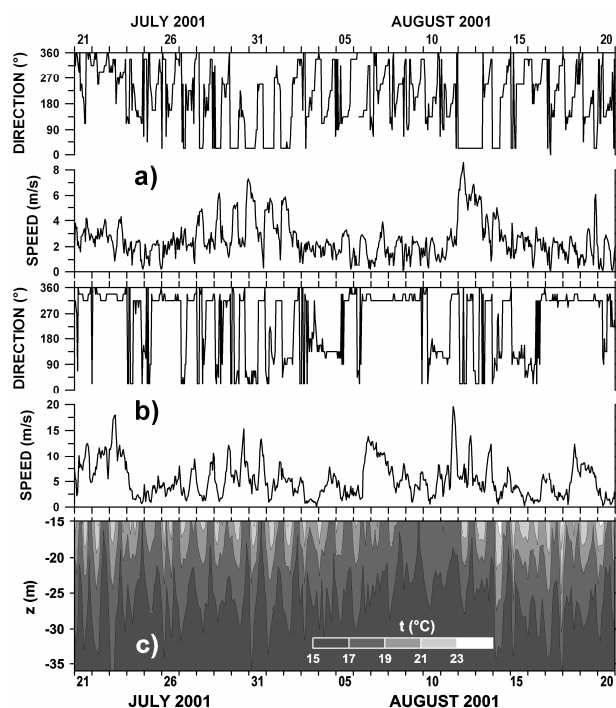 JULY 2001 AUGUST 2001
21 26 31 05 10 15 20
360
270
180
90
0
DIRECTION (°)
a)
8
6
4
2
0
SPEED (m/s)
360
270
180
90
0
DIRECTION (°)
b)
20
15
10
5
0
SPEED (m/s)
-15
-20
-25
-30
-35
z (m)
c)
t (°C)
15 17 19 21 23
21 26 31 05 10 15 20
JULY 2001 AUGUST 2001